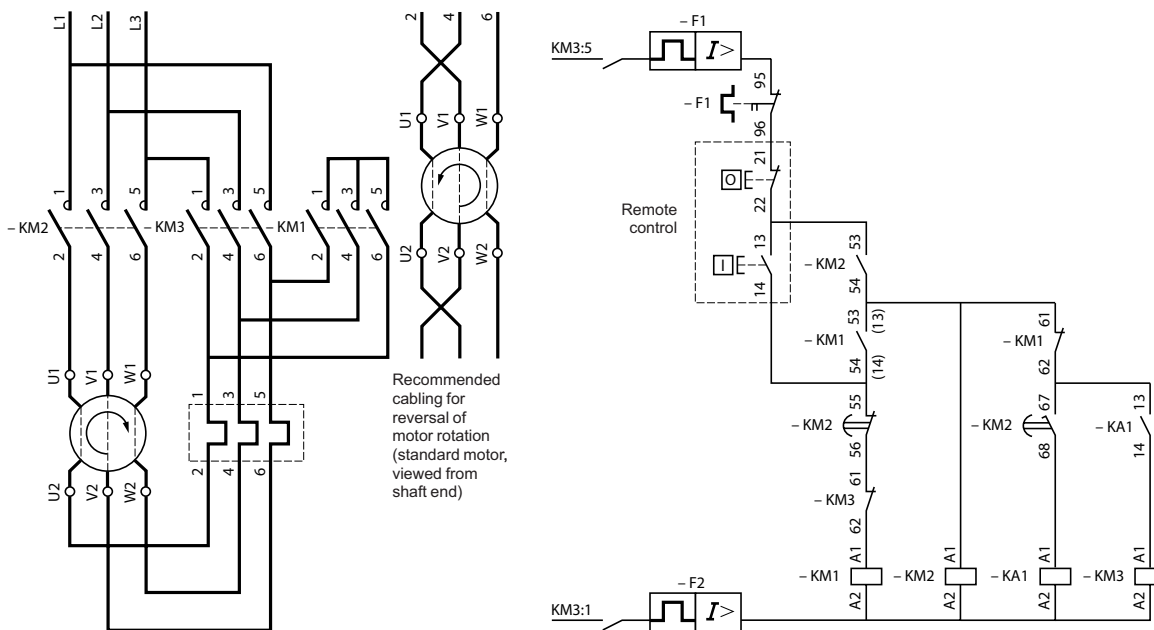 L1 L2 L3
2 4 6
U1 V1 W1
U2 V2 W2
1 3 5 1 3 5 1 3 5
– KM2 KM3 KM1
2 4 6 2 4 6 2 4 6
U1 V1 W1
1 3 5
2 4 6
U2 V2 W2
Recommended
cabling for
reversal of
motor rotation
(standard motor,
viewed from
shaft end)
– F1
KM3:5
I >
95
– F1
96
21
O
22
Remote
control
13
I
14
53
– KM2
54
53 (13)
– KM1
54 (14)
55
– KM2
56
61
– KM3
62
61
– KM1
62
67
– KM2
68
13
– KA1
14
A1 A1 A1 A1
– KM1 – KM2 – KA1 – KM3
A2 A2 A2 A2
– F2
KM3:1
I >